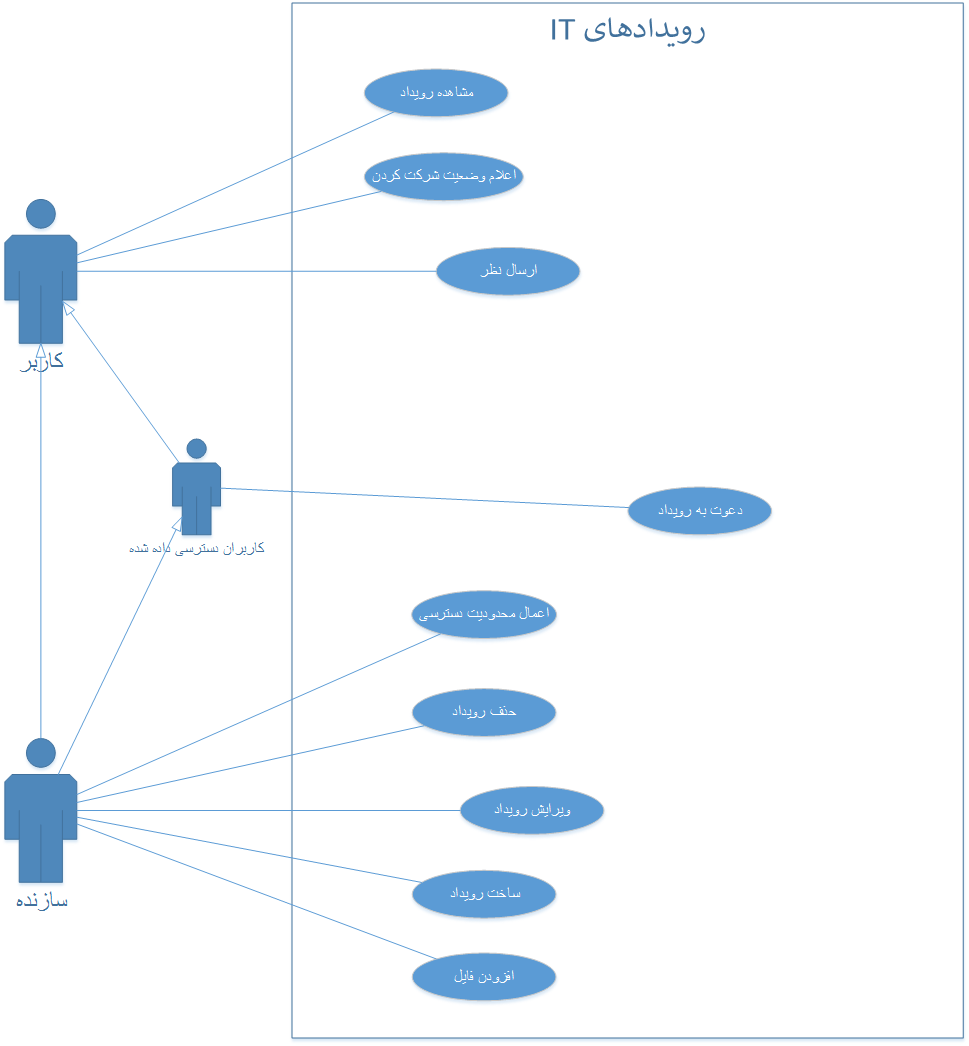 رویدادهای IT
مشاهده رویداد
اعلام وضعیت شرکت کردن
ارسال نظر
کاربر
دعوت به رویداد
کاربران دسترسی داده شده
اعمال محدودیت دسترسی
حذف رویداد
ویرایش رویداد
ساخت رویداد
سازنده
افزودن فایل